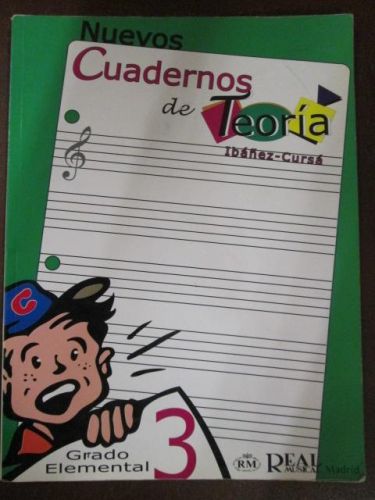 Nuevos
Cuadernos
de Teoría
Ibáñez-Cursá
C
Grado
Elemental
3
RM
REAL
MUSICAL Madrid